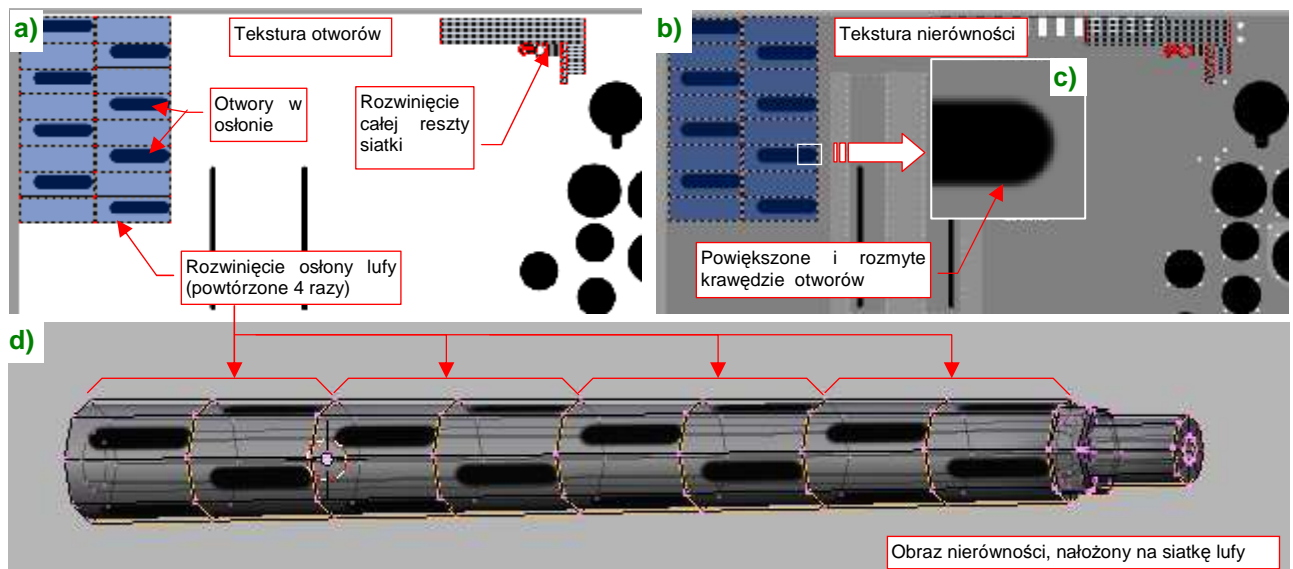 a)
Tekstura otworów
Otwory w
osłonie
Rozwinięcie
całej reszty
siatki
Rozwinięcie osłony lufy
(powtórzone 4 razy)
b)
Tekstura nierówności
c)
Powiększone i rozmyte
krawędzie otworów
d)
Obraz nierówności, nałożony na siatkę lufy